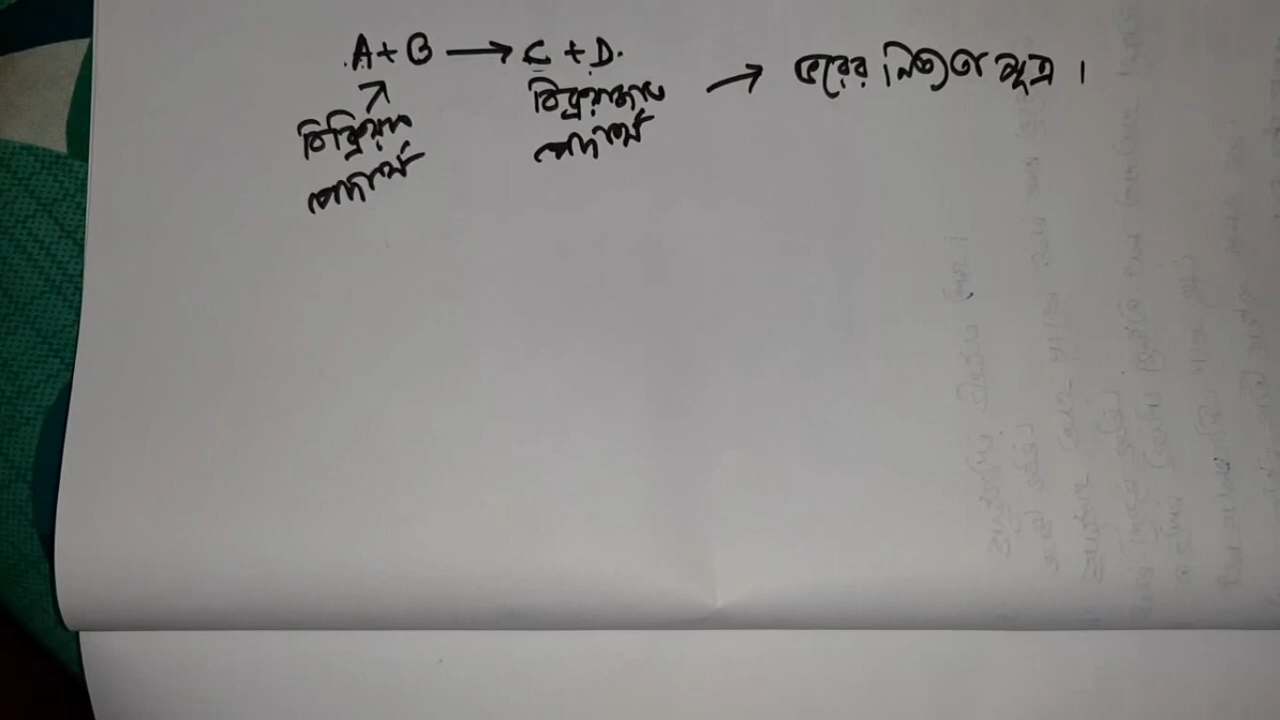 A + B ⟶ C + D. → ভরের নিত্যতা সূত্র ।
বিক্রিয়ক
পদার্থ
বিক্রিয়াজাত
পদার্থ